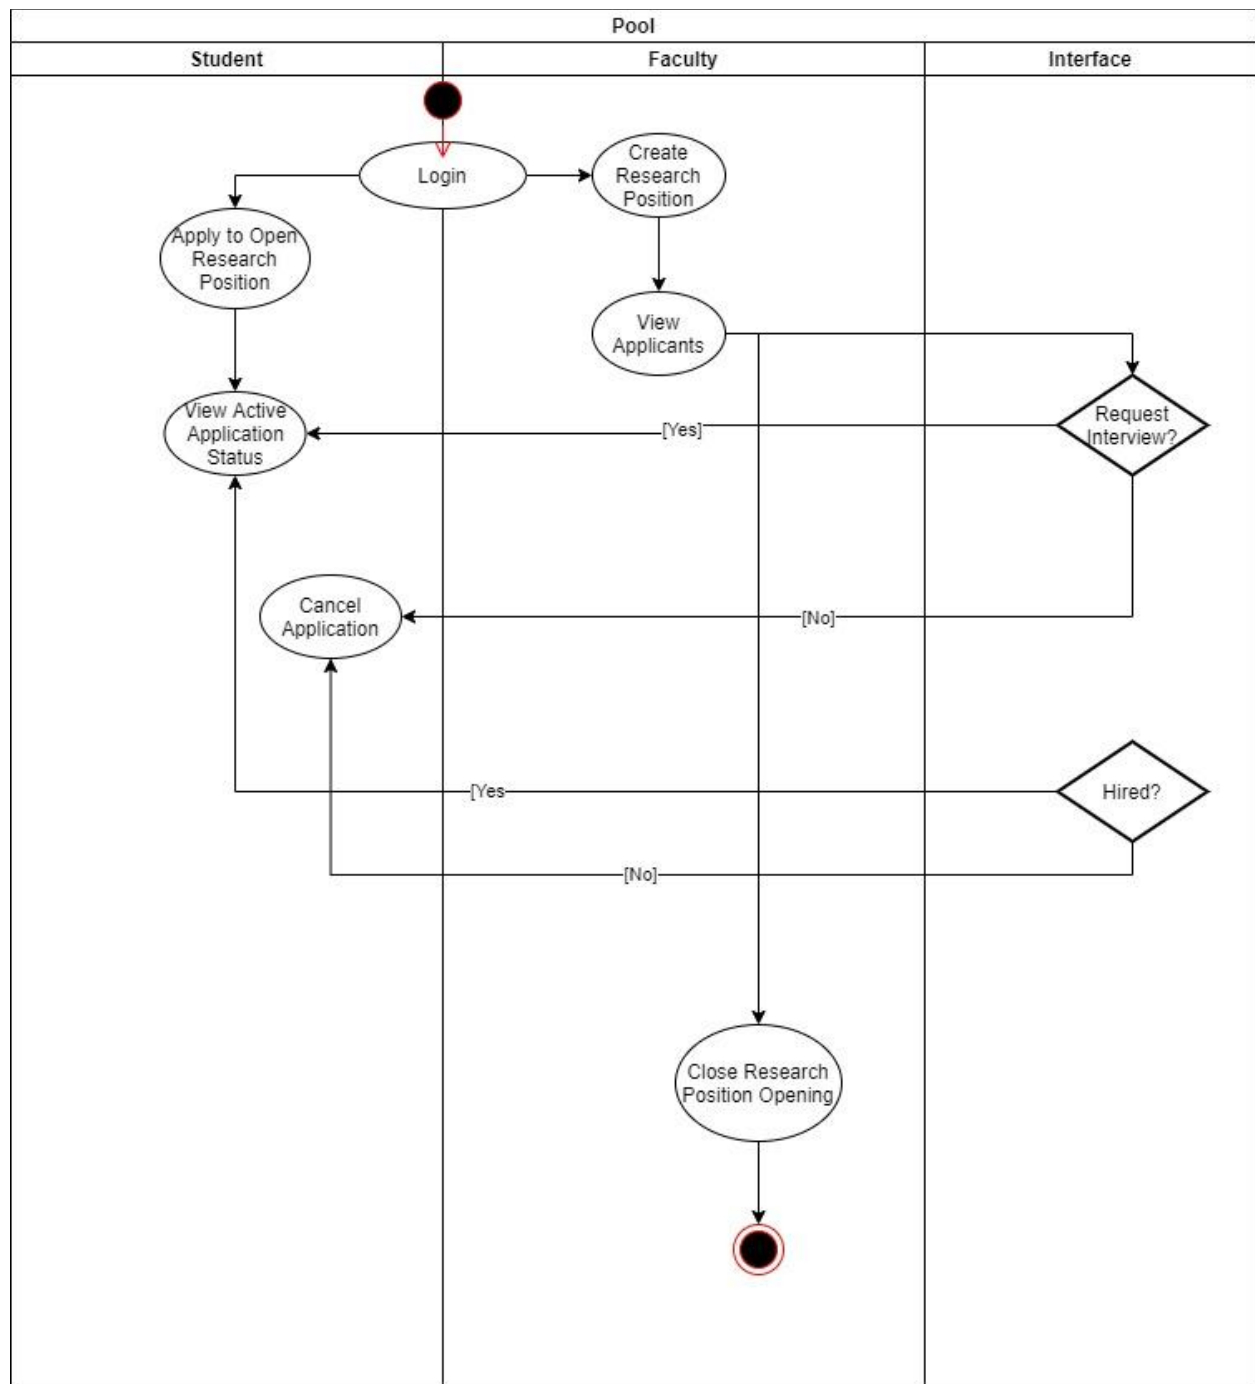 Pool
Student
Faculty
Interface
Login
Create
Research
Position
Apply to Open
Research
Position
View
Applicants
View Active
Application
Status
[Yes]
Request
Interview?
Cancel
Application
[No]
[Yes
Hired?
[No]
Close Research
Position Opening